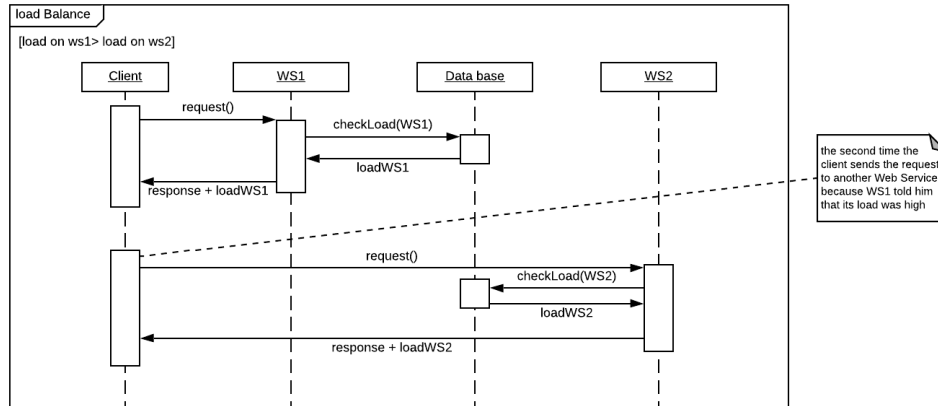 load Balance
[load on ws1> load on ws2]
Client
WS1
Data base
WS2
request()
checkLoad(WS1)
loadWS1
response + loadWS1
the second time the
client sends the request
to another Web Service
because WS1 told him
that its load was high
request()
checkLoad(WS2)
loadWS2
response + loadWS2